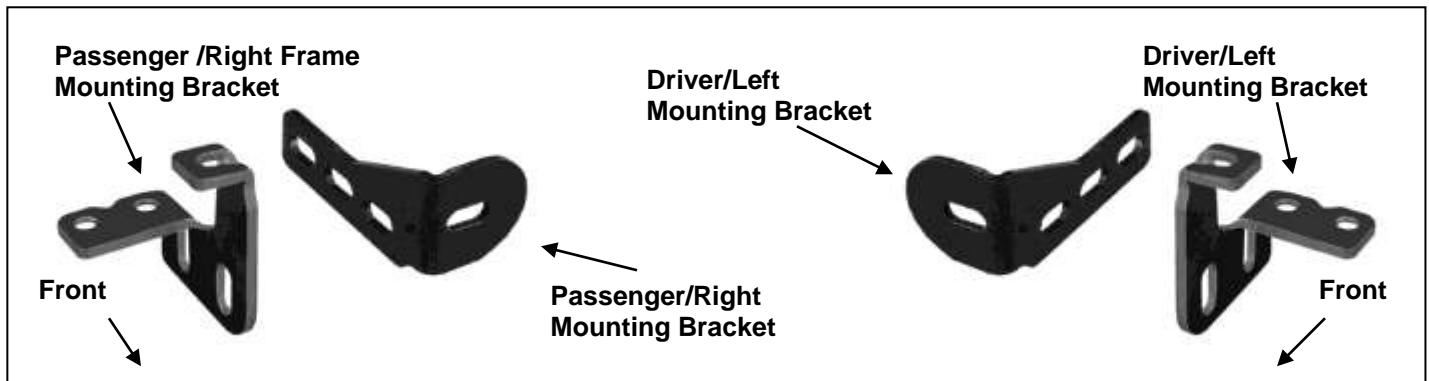 Passenger /Right Frame
Mounting Bracket
Driver/Left
Mounting Bracket
Driver/Left
Mounting Bracket
Front
Passenger/Right
Mounting Bracket
Front